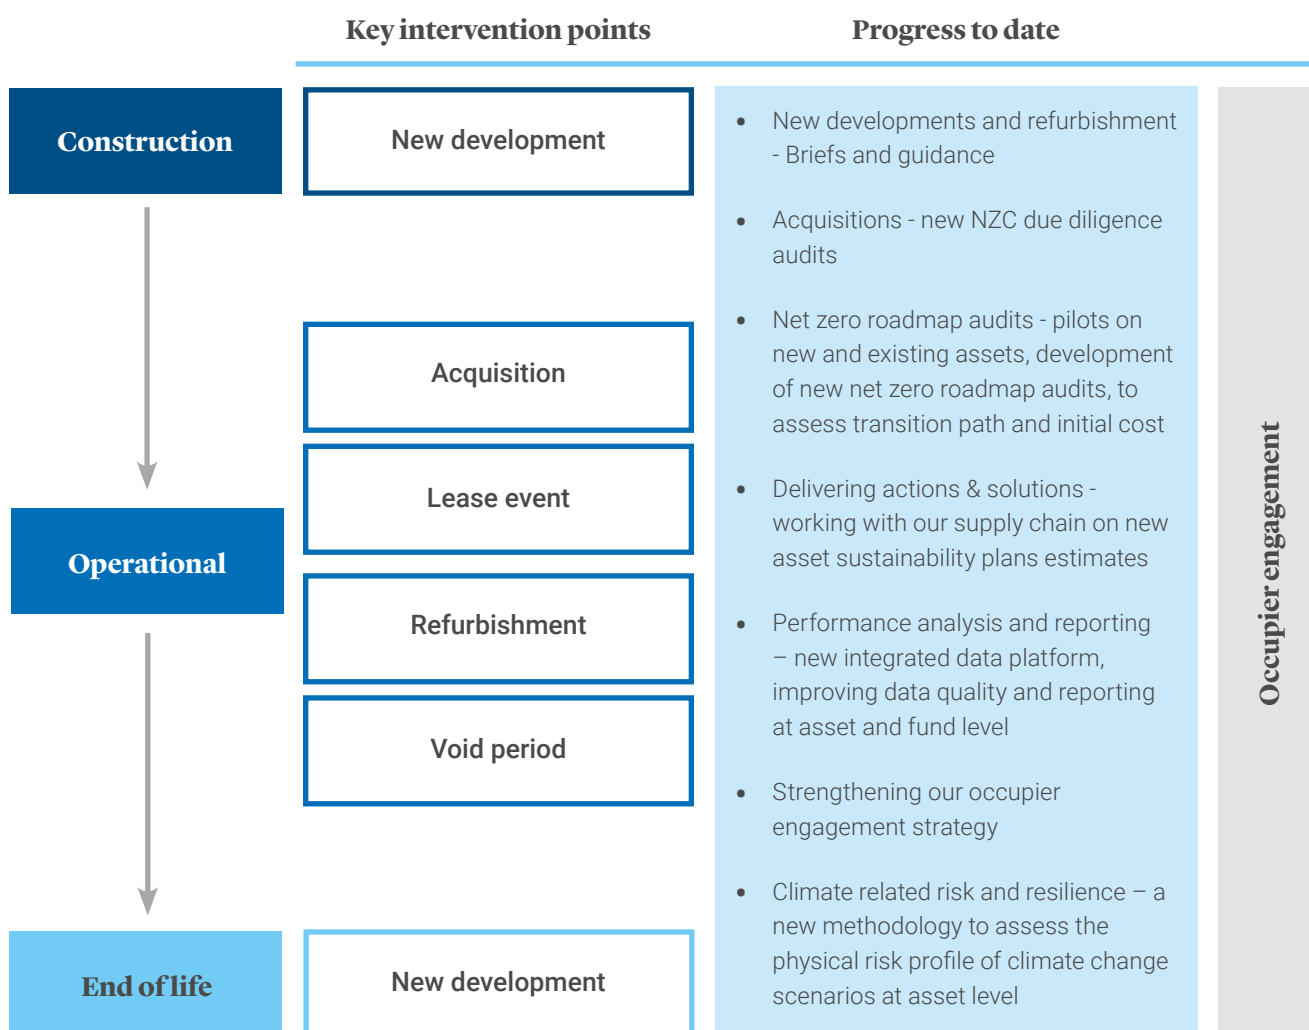 Key intervention points
Progress to date
Construction
New development
Acquisition
Lease event
Operational
Refurbishment
Void period
End of life
New development
• New developments and refurbishment
- Briefs and guidance
• Acquisitions - new NZC due diligence
audits
• Net zero roadmap audits - pilots on
new and existing assets, development
of new net zero roadmap audits, to
assess transition path and initial cost
• Delivering actions & solutions -
working with our supply chain on new
asset sustainability plans estimates
• Performance analysis and reporting
– new integrated data platform,
improving data quality and reporting
at asset and fund level
• Strengthening our occupier
engagement strategy
• Climate related risk and resilience – a
new methodology to assess the
physical risk profile of climate change
scenarios at asset level
Occupier engagement